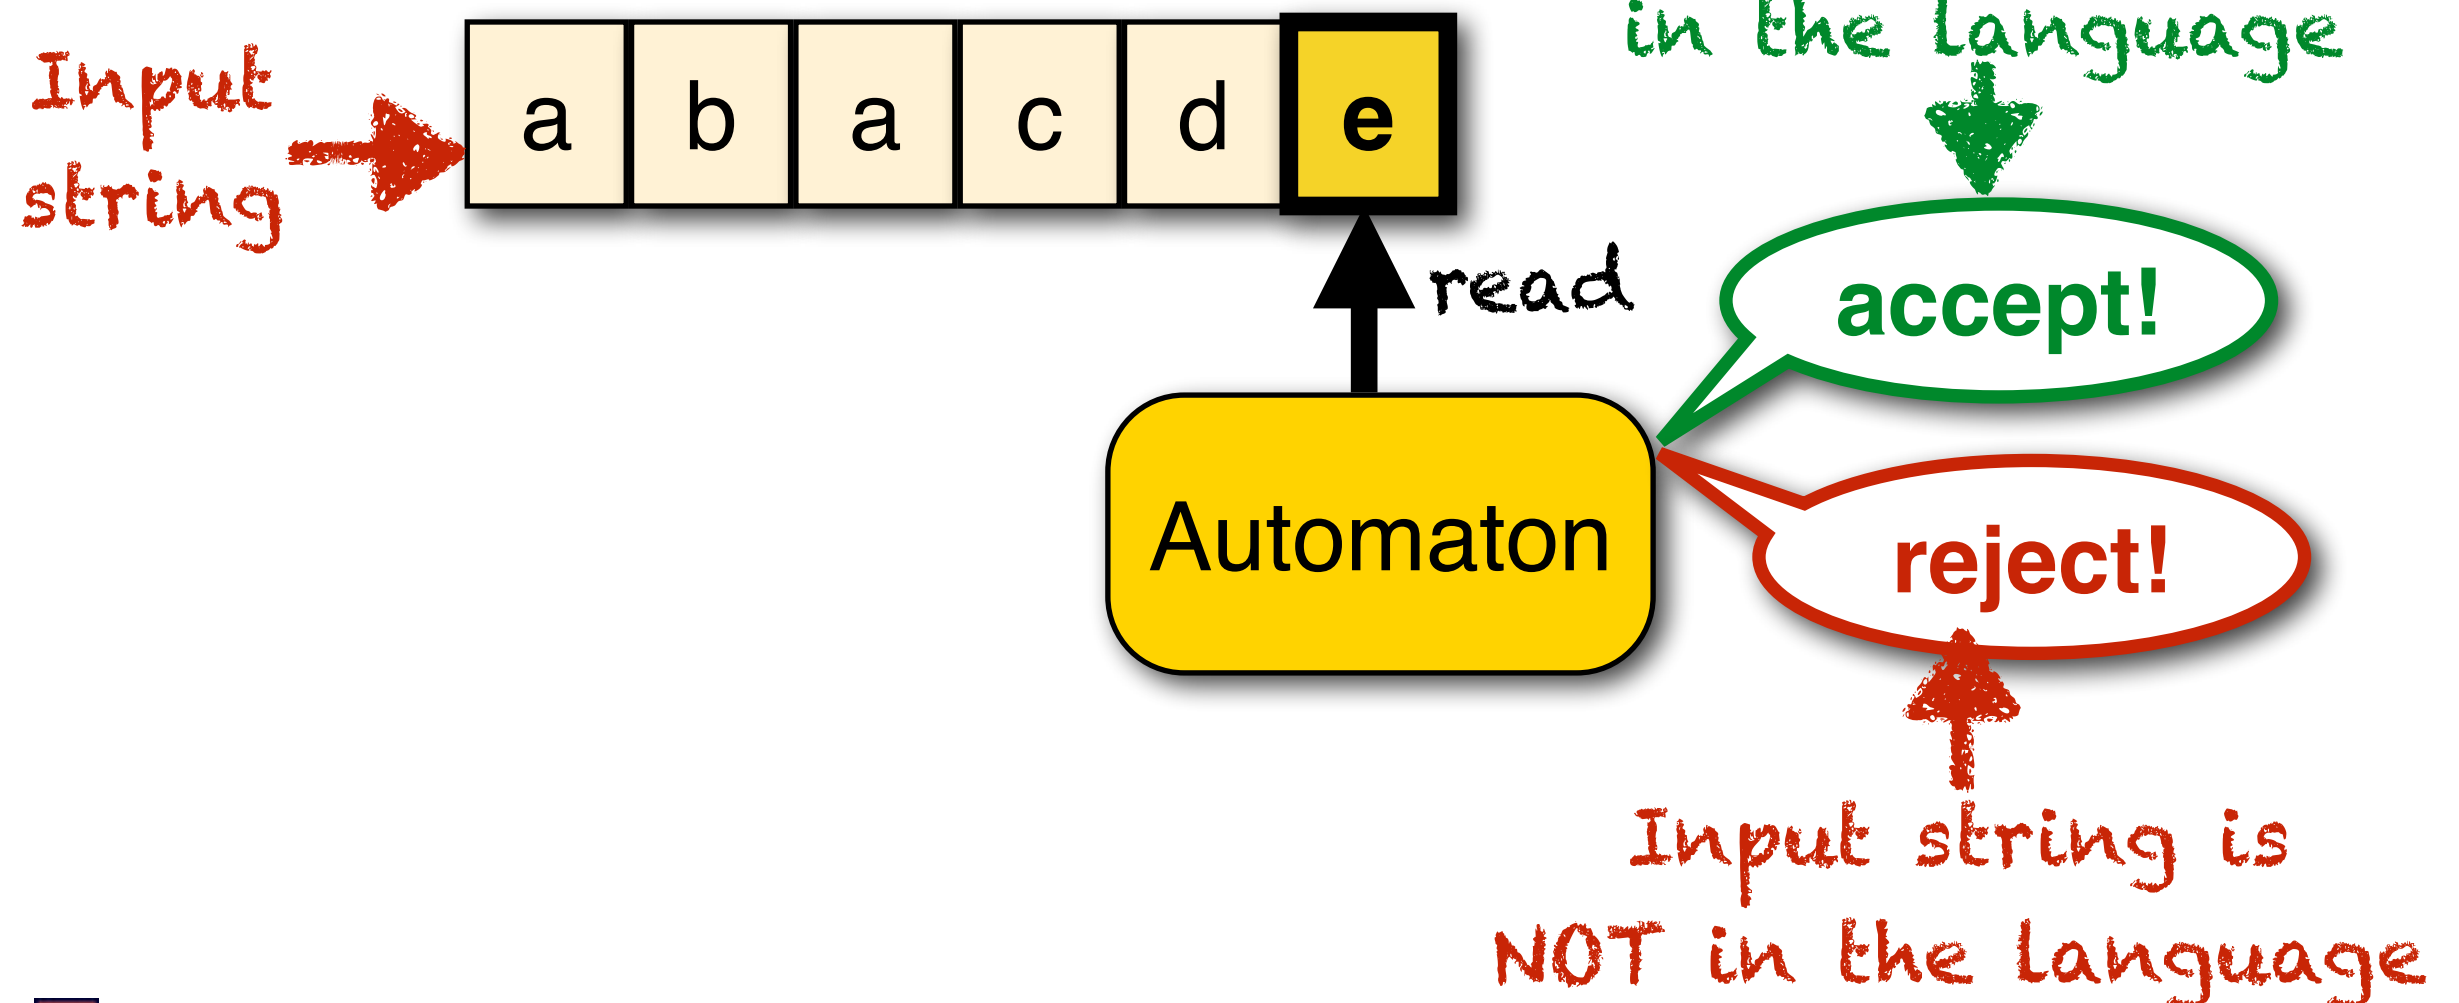 in the language
Input
string
a b a c d e
read
accept!
Automaton
reject!
Input string is
NOT in the language